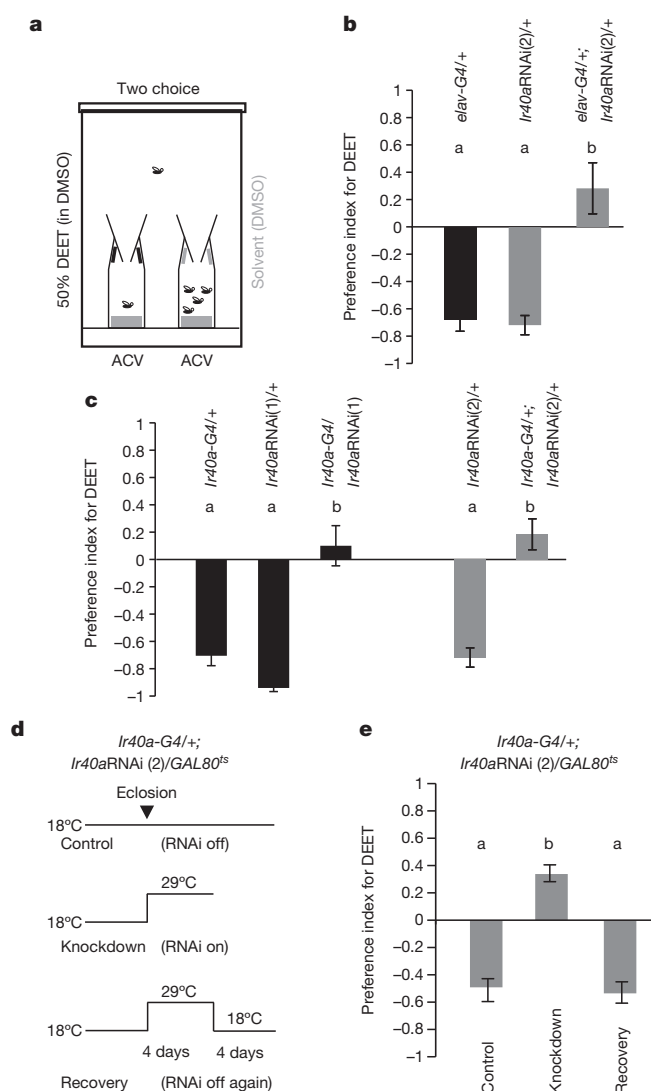 a
Two choice
50% DEET (in DMSO)
Solvent (DMSO)
ACV ACV
b
elav-G4/+
Ir40aRNAi(2)/+
elav-G4/+;
Ir40aRNAi(2)/+
a a b
Preference index for DEET
1
0.8
0.6
0.4
0.2
0
−0.2
−0.4
−0.6
−0.8
−1
c
Ir40a-G4/+
Ir40aRNAi(1)/+
Ir40a-G4/
Ir40aRNAi(1)
Ir40aRNAi(2)/+
Ir40a-G4/+;
Ir40aRNAi(2)/+
a a b a b
Preference index for DEET
1
0.8
0.6
0.4
0.2
0
−0.2
−0.4
−0.6
−0.8
−1
d
Ir40a-G4/+;
Ir40aRNAi (2)/GAL80ts
Eclosion
18ºC
Control (RNAi off)
29ºC
18ºC
Knockdown (RNAi on)
29ºC
18ºC 18ºC
4 days 4 days
Recovery (RNAi off again)
e
Ir40a-G4/+;
Ir40aRNAi (2)/GAL80ts
a b a
Preference index for DEET
1
0.8
0.6
0.4
0.2
0
−0.2
−0.4
−0.6
−0.8
−1
Control
Knockdown
Recovery